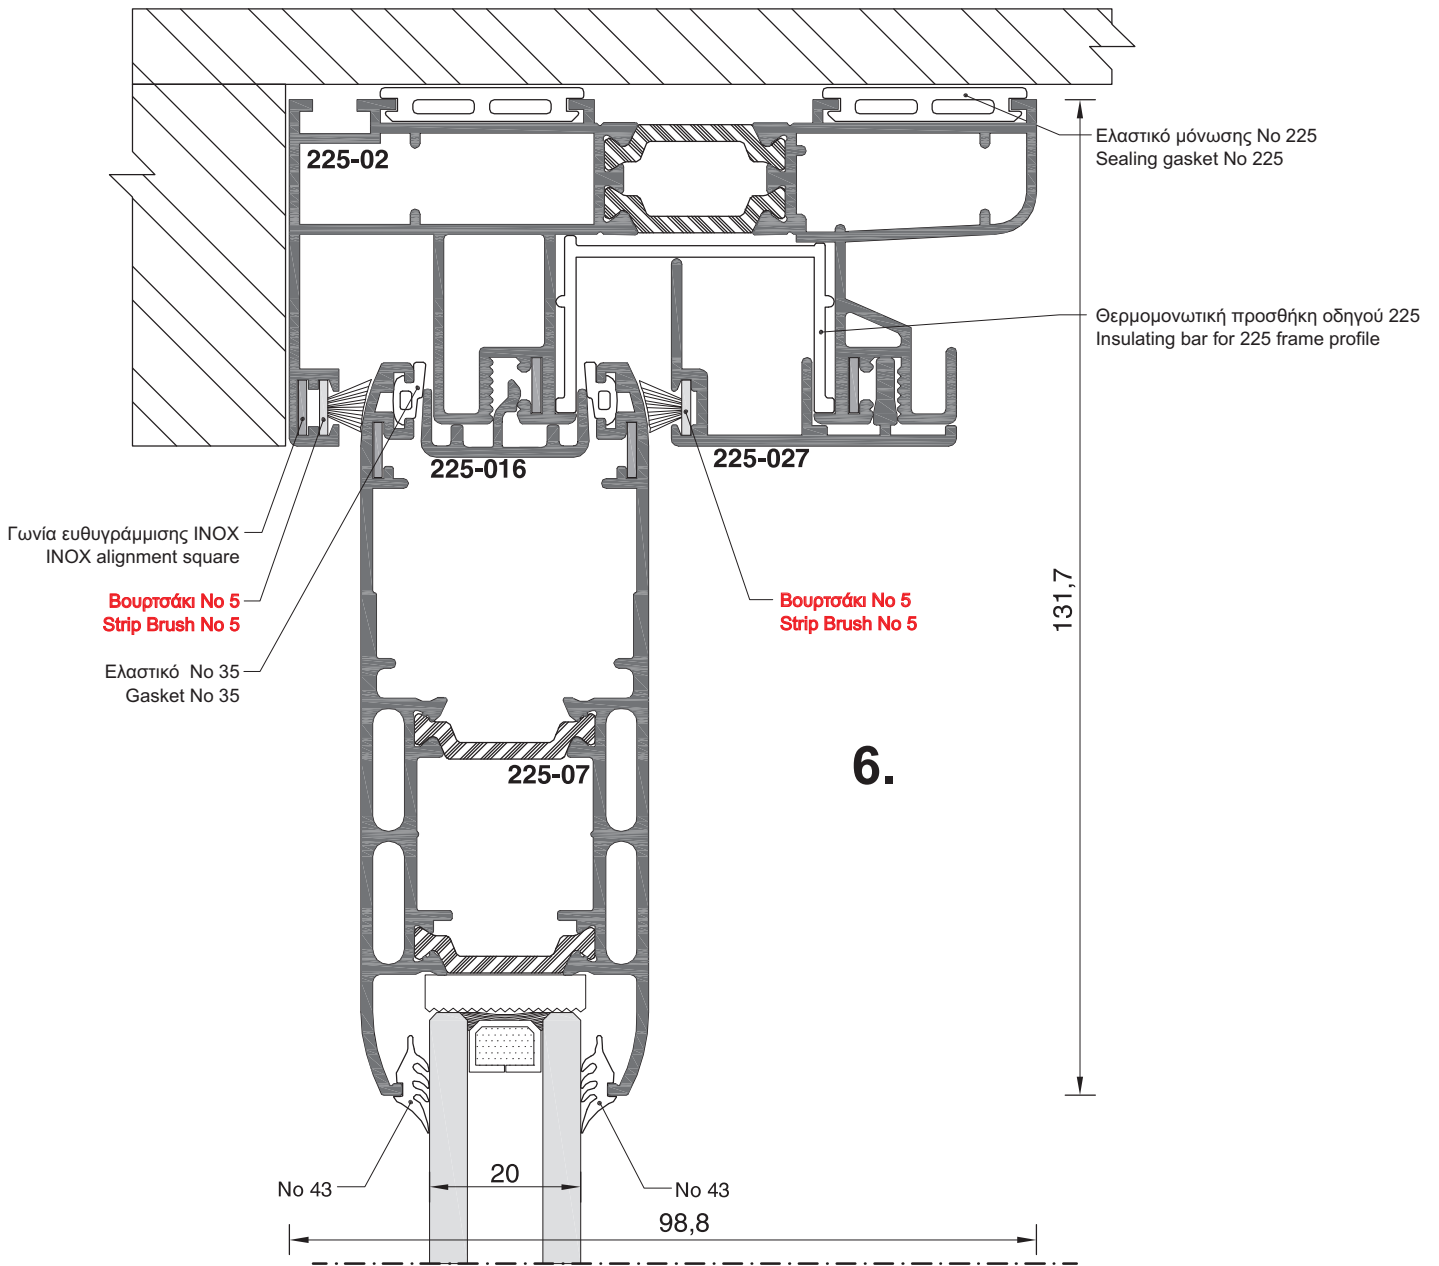 Ελαστικό μόνωσης No 225
Sealing gasket No 225
225-02
Θερμομονωτική προσθήκη οδηγού 225
Insulating bar for 225 frame profile
225-016
225-027
Γωνία ευθυγράμμισης INOX
INOX alignment square
Βουρτσάκι No 5
Strip Brush No 5
Βουρτσάκι No 5
Strip Brush No 5
131,7
Ελαστικό No 35
Gasket No 35
225-07
6.
No 43
20
No 43
98,8